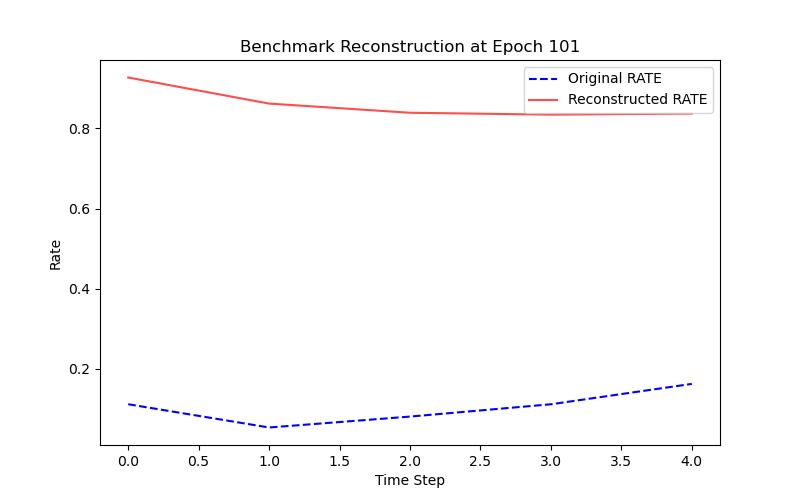 Benchmark Reconstruction at Epoch 101
Original RATE
Reconstructed RATE
0.8
0.6
0.4
0.2
Rate
0.0 0.5 1.0 1.5 2.0 2.5 3.0 3.5 4.0
Time Step